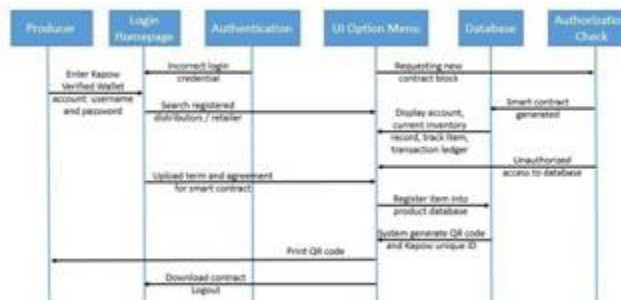 Producer
Login
Homepage
Authentication
UI Option Menu
Database
Authorization
Check
Enter Kapow
Verified Wallet
account: username
and password
Incorrect login
credential
Requesting new
contract block
Search registered
distributors / retailer
Display account,
current inventory
record, track item,
transaction ledger
Smart contract
generated
Unauthorized
access to database
Upload term and agreement
for smart contract
Register item into
product database
System generate QR code
and Kapow unique ID
Print QR code
Download contract
Logout